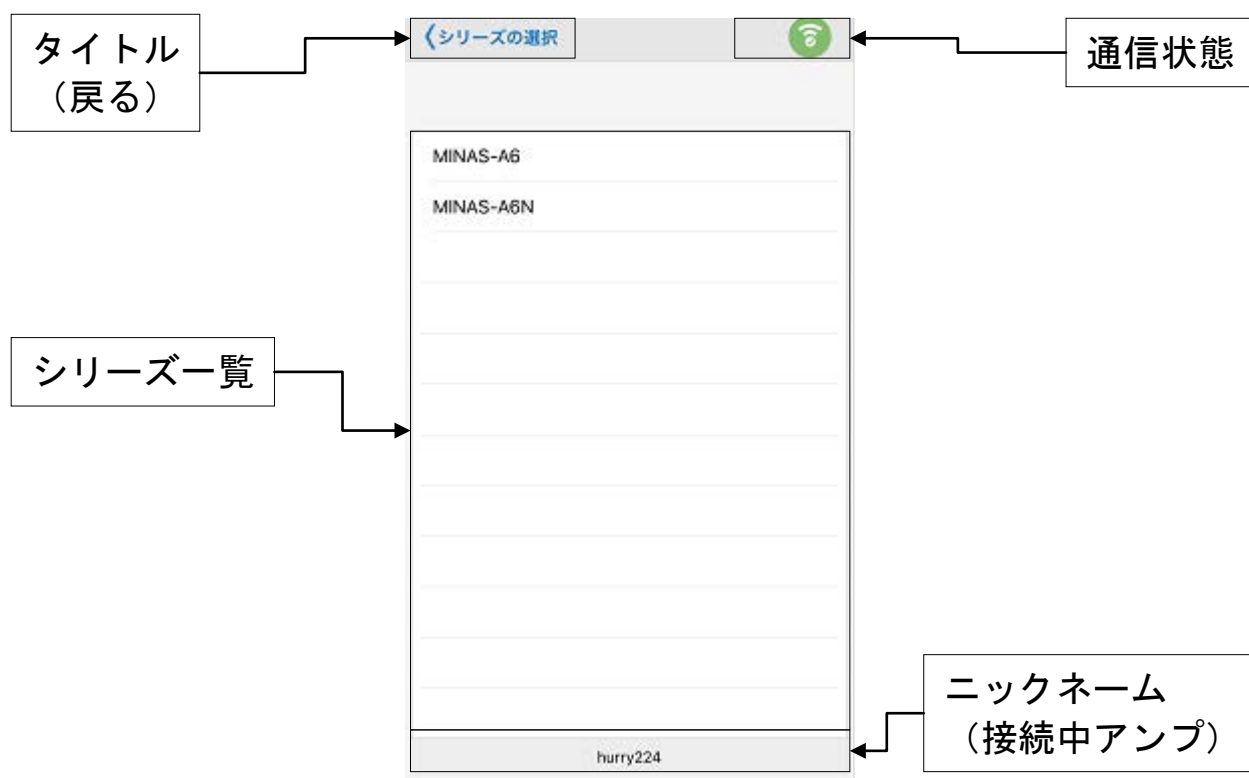 タイトル
（戻る）
シリーズの選択
通信状態
MINAS-A6
MINAS-A6N
シリーズ一覧
ニックネーム
（接続中アンプ）
hurry224